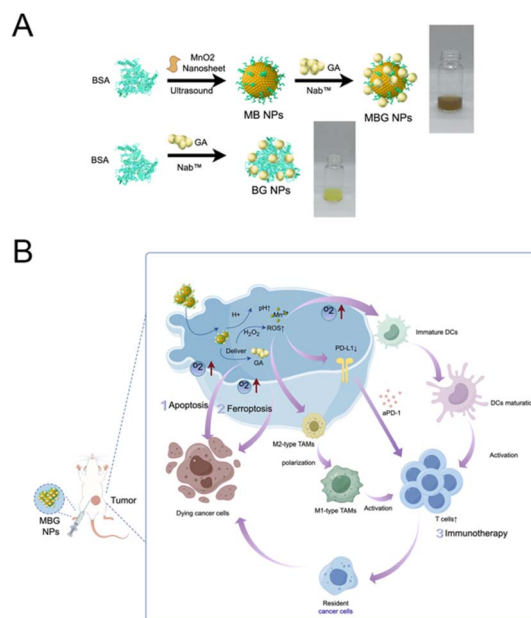 A
BSA
MnO2
Nanosheet
Ultrasound
MB NPs
GA
Nab™
MBG NPs
BSA
GA
Nab™
BG NPs
B
H+
pH↑
Mn2+
H2O2
ROS↑
Deliver
GA
O2
O2
O2
PD-L1↓
Immature DCs
aPD-1
DCs maturation
1 Apoptosis
2 Ferroptosis
M2-type TAMs
polarization
Activation
Dying cancer cells
M1-type TAMs
Activation
T cells↑
3 Immunotherapy
Tumor
MBG
NPs
Resident
cancer cells